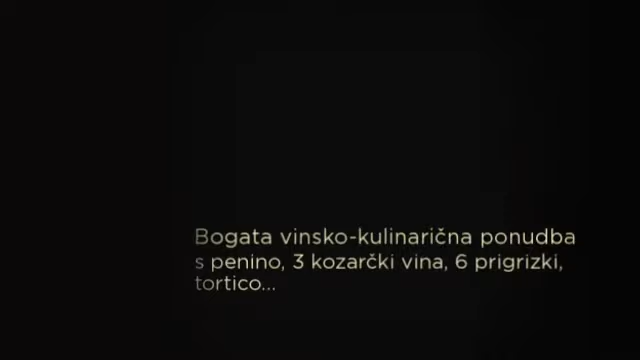 Bogata vinsko-kulinarična ponudba
s penino, 3 kozarčki vina, 6 prigrizki,
tortico...